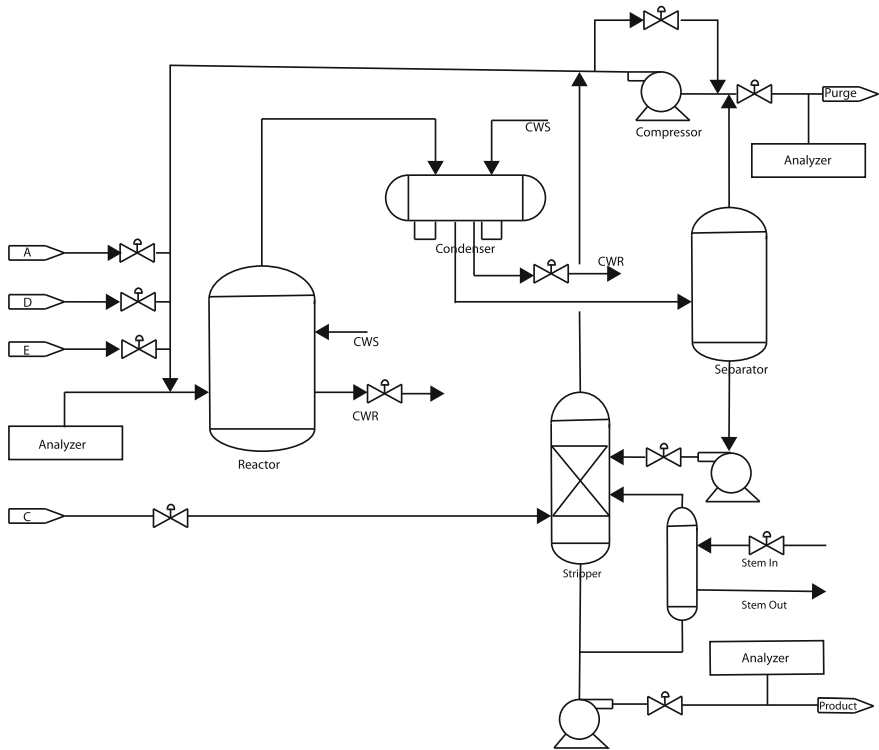 Purge
Compressor
CWS
Analyzer
Condenser
A
CWR
D
CWS
E
Separator
CWR
Analyzer
Reactor
C
Stem In
Stripper
Stem Out
Analyzer
Product